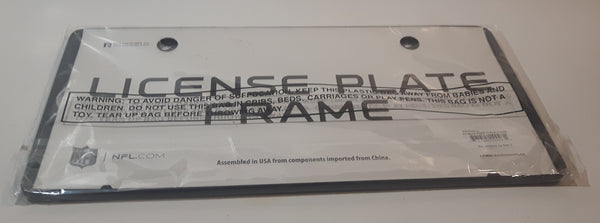 LICENSE PLATE
WARNING: TO AVOID DANGER OF SUFFOCATION KEEP THIS PLASTIC BAG AWAY FROM BABIES AND
CHILDREN. DO NOT USE THIS BAG IN CRIBS, BEDS, CARRIAGES OR PLAY PENS. THIS BAG IS NOT A
TOY. TEAR UP BAG BEFORE THROWING AWAY.
FRAME
NFL | NFL.COM
Assembled in USA from components imported from China.